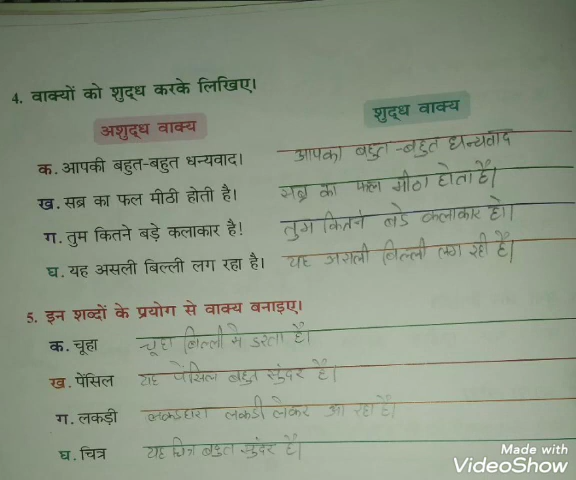 4. वाक्यों को शुद्ध करके लिखिए।
अशुद्ध वाक्य
शुद्ध वाक्य
क. आपकी बहुत-बहुत धन्यवाद। आपका बहुत-बहुत धन्यवाद
ख. सब्र का फल मीठी होती है। सब्र का फल मीठा होता है।
ग. तुम कितने बड़े कलाकार है! तुम कितने बडे कलाकार हो।
घ. यह असली बिल्ली लग रहा है। यह असली बिल्ली लग रही है।
5. इन शब्दों के प्रयोग से वाक्य बनाइए।
क. चूहा चूहा बिल्ली से डरता है।
ख. पेंसिल यह पेंसिल बहुत सुंदर है।
ग. लकड़ी लकडहारा लकडी लेकर आ रहा है।
घ. चित्र यह चित्र बहुत सुंदर है।
Made with
VideoShow